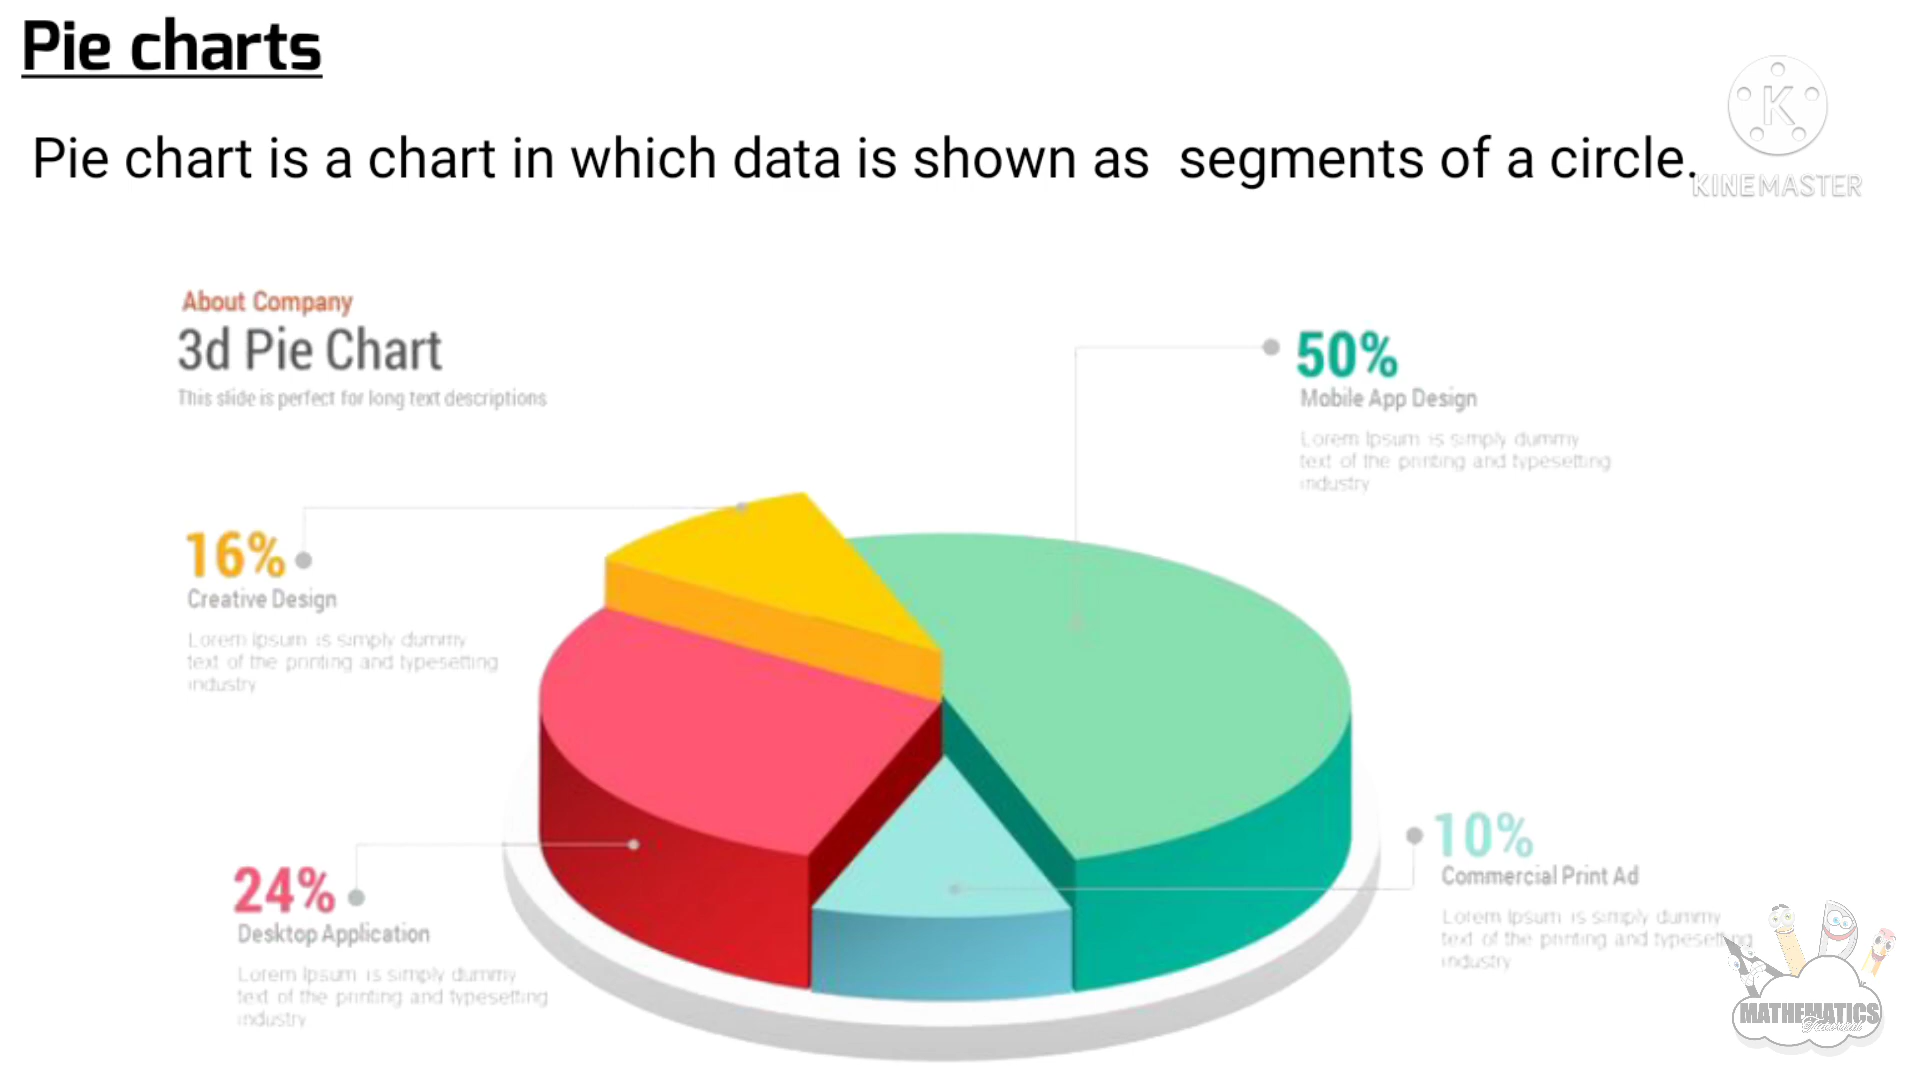 Pie charts
Pie chart is a chart in which data is shown as segments of a circle.
K
KINEMASTER
About Company
3d Pie Chart
This slide is perfect for long text descriptions
50%
Mobile App Design
Lorem Ipsum is simply dummy
text of the printing and typesetting
industry
16%
Creative Design
Lorem Ipsum is simply dummy
text of the printing and typesetting
industry
24%
Desktop Application
Lorem Ipsum is simply dummy
text of the printing and typesetting
industry
10%
Commercial Print Ad
Lorem Ipsum is simply dummy
text of the printing and typesetting
industry
MATHEMATICS